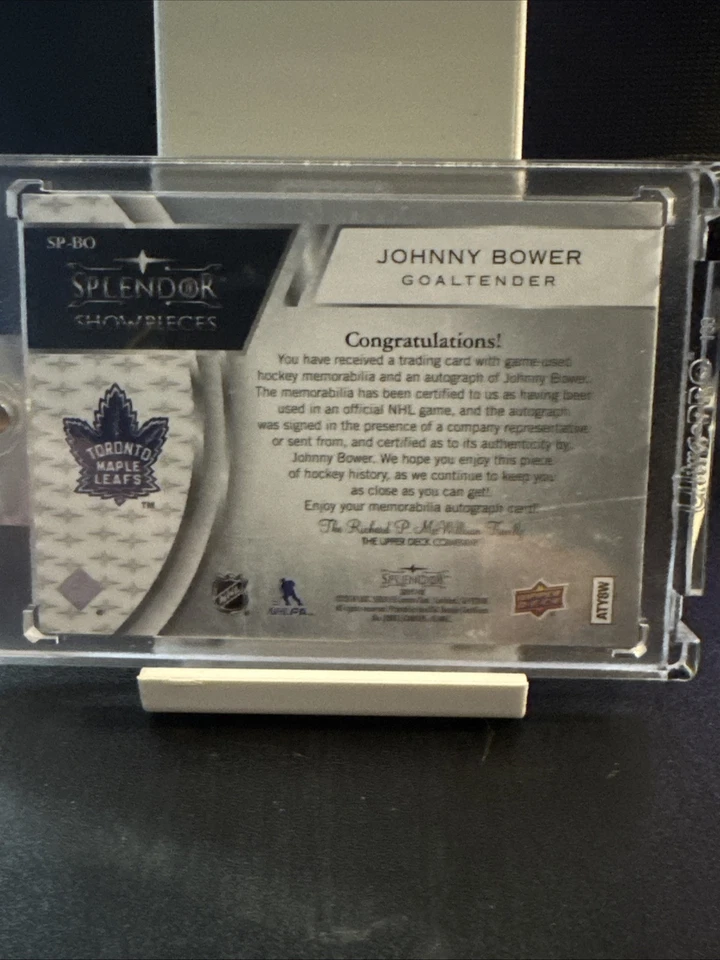 SP-BO
SPLENDOR
SHOWPIECES
JOHNNY BOWER
GOALTENDER
Congratulations!
You have received a trading card with game-used
hockey memorabilia and an autograph of Johnny Bower.
The memorabilia has been certified to us as having been
used in an official NHL game, and the autograph
was signed in the presence of a company representative
or sent from, and certified as to its authenticity by,
Johnny Bower. We hope you enjoy this piece
of hockey history, as we continue to keep you
as close as you can get!
Enjoy your memorabilia autograph card!
The Richard P. McWilliam Family
THE UPPER DECK COMPANY
TORONTO
MAPLE
LEAFS
TM
NHL
NHLPA
SPLENDOR
UPPER DECK
ATY8W